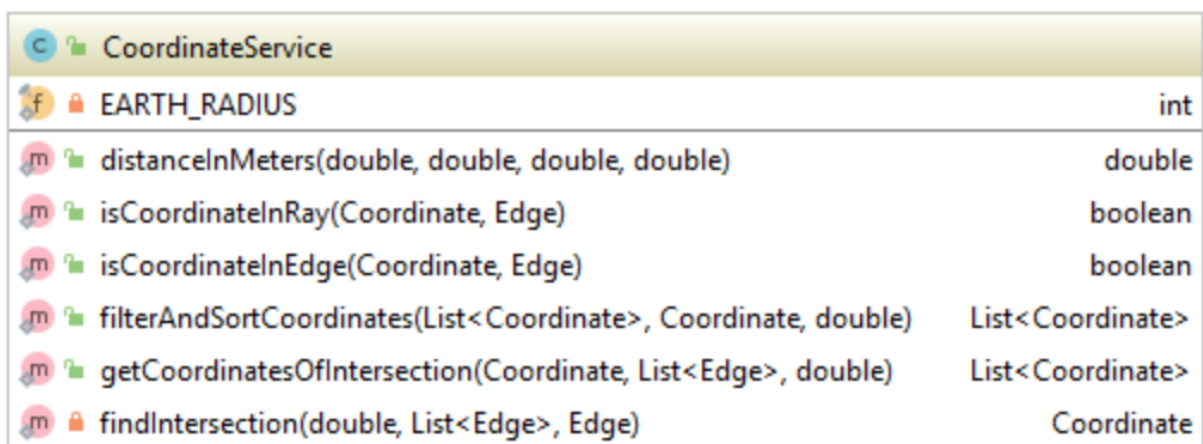 C CoordinateService
f EARTH_RADIUS int
m distanceInMeters(double, double, double, double) double
m isCoordinateInRay(Coordinate, Edge) boolean
m isCoordinateInEdge(Coordinate, Edge) boolean
m filterAndSortCoordinates(List<Coordinate>, Coordinate, double) List<Coordinate>
m getCoordinatesOfIntersection(Coordinate, List<Edge>, double) List<Coordinate>
m findIntersection(double, List<Edge>, Edge) Coordinate